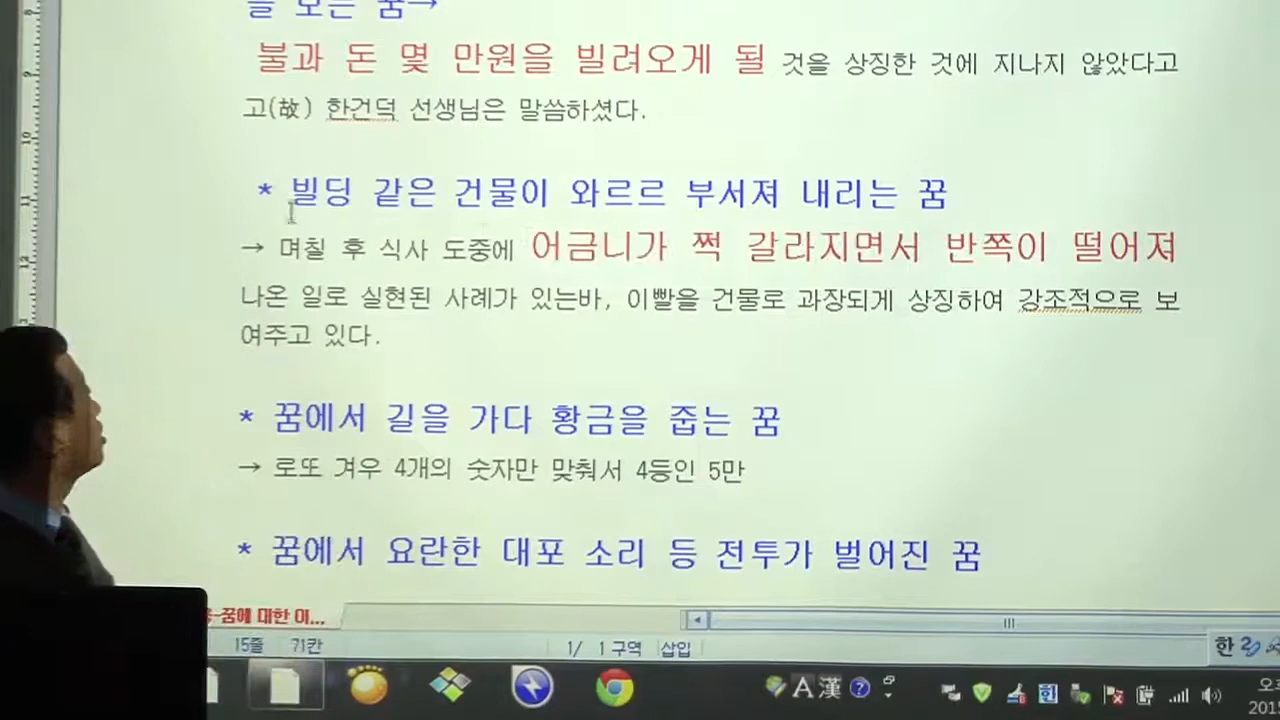 을 보는 꿈→
불과 돈 몇 만원을 빌려오게 될 것을 상징한 것에 지나지 않았다고
고(故) 한건덕 선생님은 말씀하셨다.
* 빌딩 같은 건물이 와르르 부서져 내리는 꿈
→ 며칠 후 식사 도중에 어금니가 쩍 갈라지면서 반쪽이 떨어져
나온 일로 실현된 사례가 있는바, 이빨을 건물로 과장되게 상징하여 강조적으로 보
여주고 있다.
* 꿈에서 길을 가다 황금을 줍는 꿈
→ 로또 겨우 4개의 숫자만 맞춰서 4등인 5만
* 꿈에서 요란한 대포 소리 등 전투가 벌어진 꿈
-꿈에 대한 이...
15줄 71칸 1/ 1 구역 삽입
한
A 漢 한